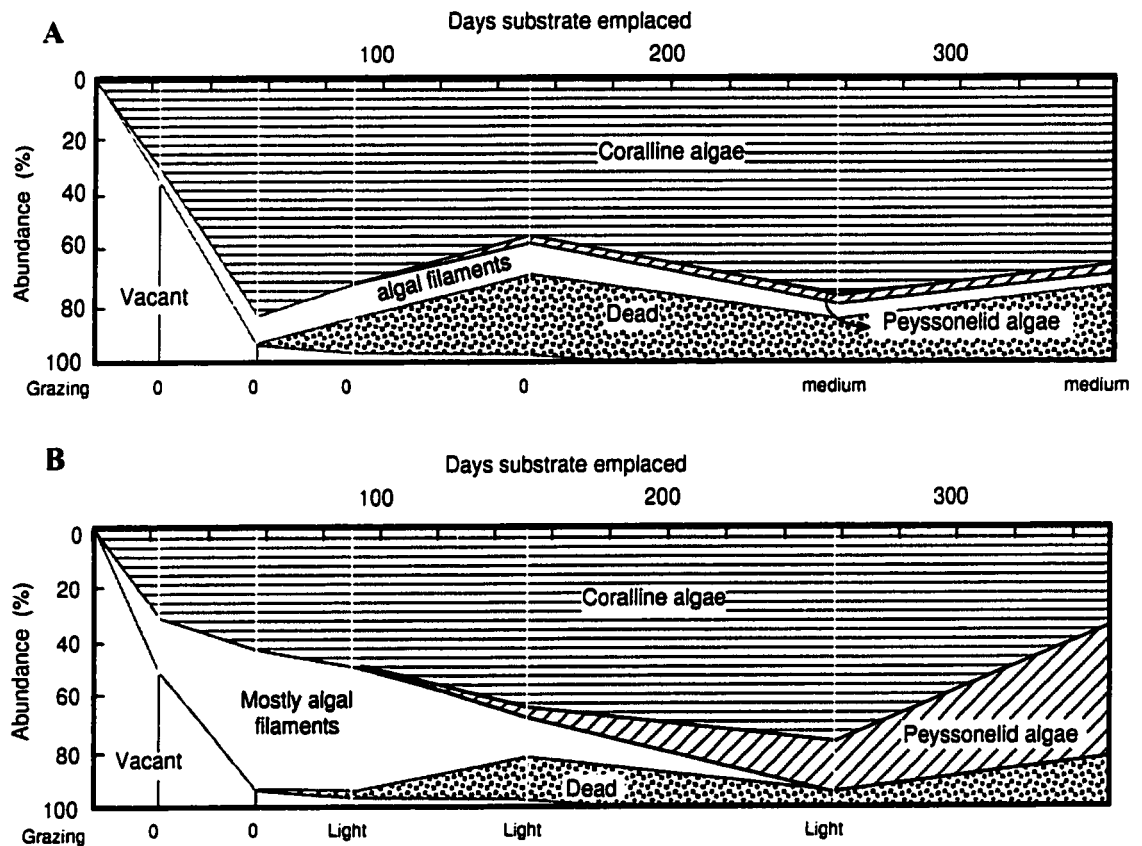 A
Days substrate emplaced
100 200 300
0
20
40
60
80
100
Abundance (%)
Coralline algae
algal filaments
Vacant
Dead
Peyssonelid algae
Grazing 0 0 0 0 medium medium
B
Days substrate emplaced
100 200 300
0
20
40
60
80
100
Abundance (%)
Coralline algae
Mostly algal
filaments
Peyssonelid algae
Vacant
Dead
Grazing 0 0 Light Light Light